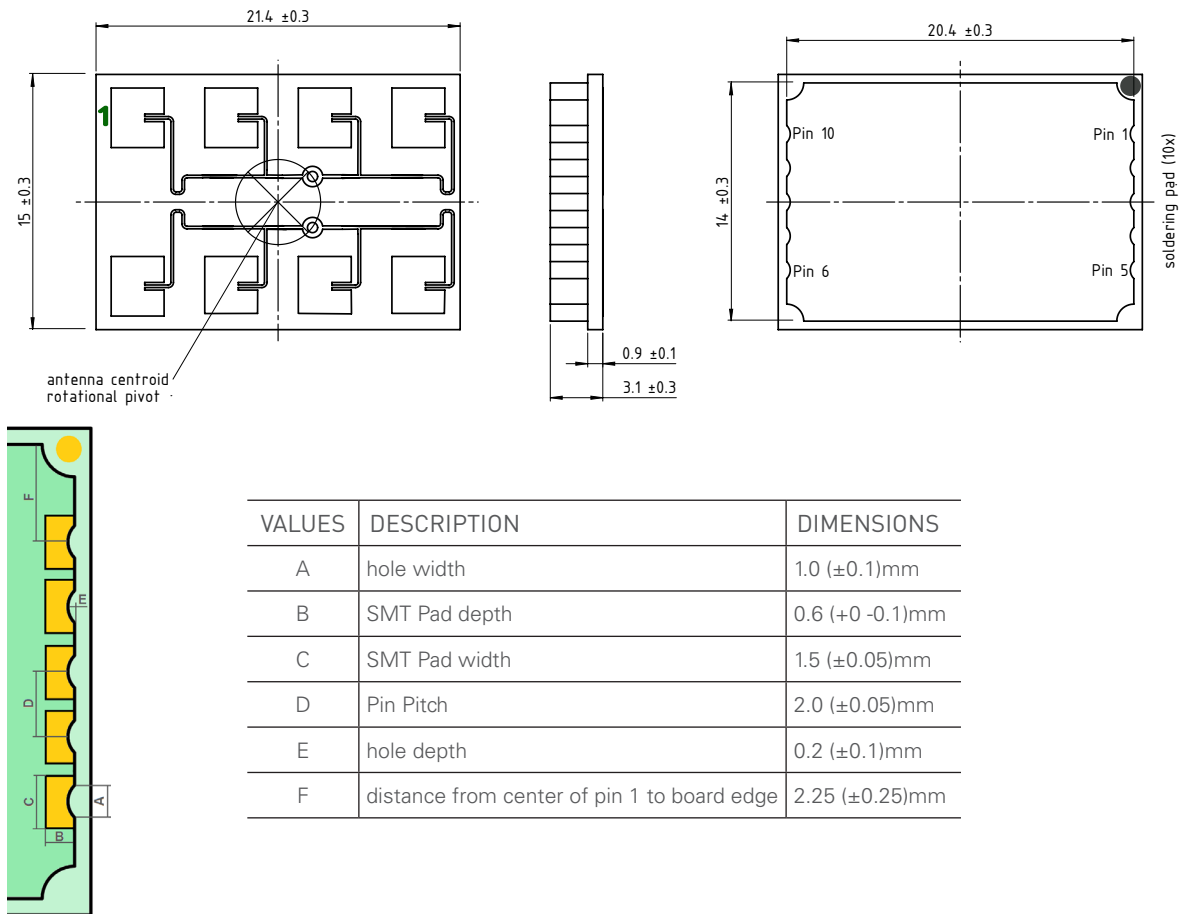 21.4 ±0.3
15 ±0.3
1
antenna centroid
rotational pivot
0.9 ±0.1
3.1 ±0.3
20.4 ±0.3
14 ±0.3
Pin 10
Pin 1
Pin 6
Pin 5
soldering pad (10x)
F
E
D
C
A
B
VALUES DESCRIPTION DIMENSIONS
A hole width 1.0 (±0.1)mm
B SMT Pad depth 0.6 (+0 -0.1)mm
C SMT Pad width 1.5 (±0.05)mm
D Pin Pitch 2.0 (±0.05)mm
E hole depth 0.2 (±0.1)mm
F distance from center of pin 1 to board edge 2.25 (±0.25)mm